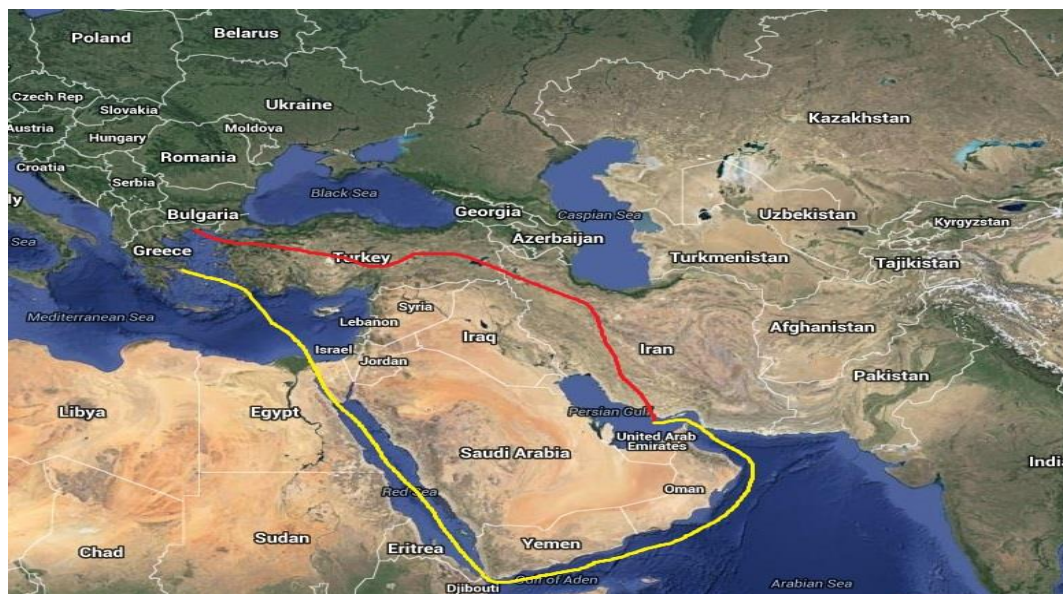 Poland
Belarus
Czech Rep
Slovakia
Ukraine
Austria
Hungary
Moldova
Kazakhstan
Croatia
Romania
Serbia
ly
Black Sea
Georgia
Caspian Sea
Uzbekistan
Kyrgyzstan
Bulgaria
Sea
Greece
Turkey
Azerbaijan
Turkmenistan
Tajikistan
Mediterranean Sea
Syria
Lebanon
Afghanistan
Israel
Jordan
Iraq
Iran
Pakistan
Libya
Egypt
Persian Gulf
United Arab
Emirates
Saudi Arabia
India
Oman
Red Sea
Chad
Sudan
Eritrea
Yemen
Gulf of Aden
Djibouti
Arabian Sea